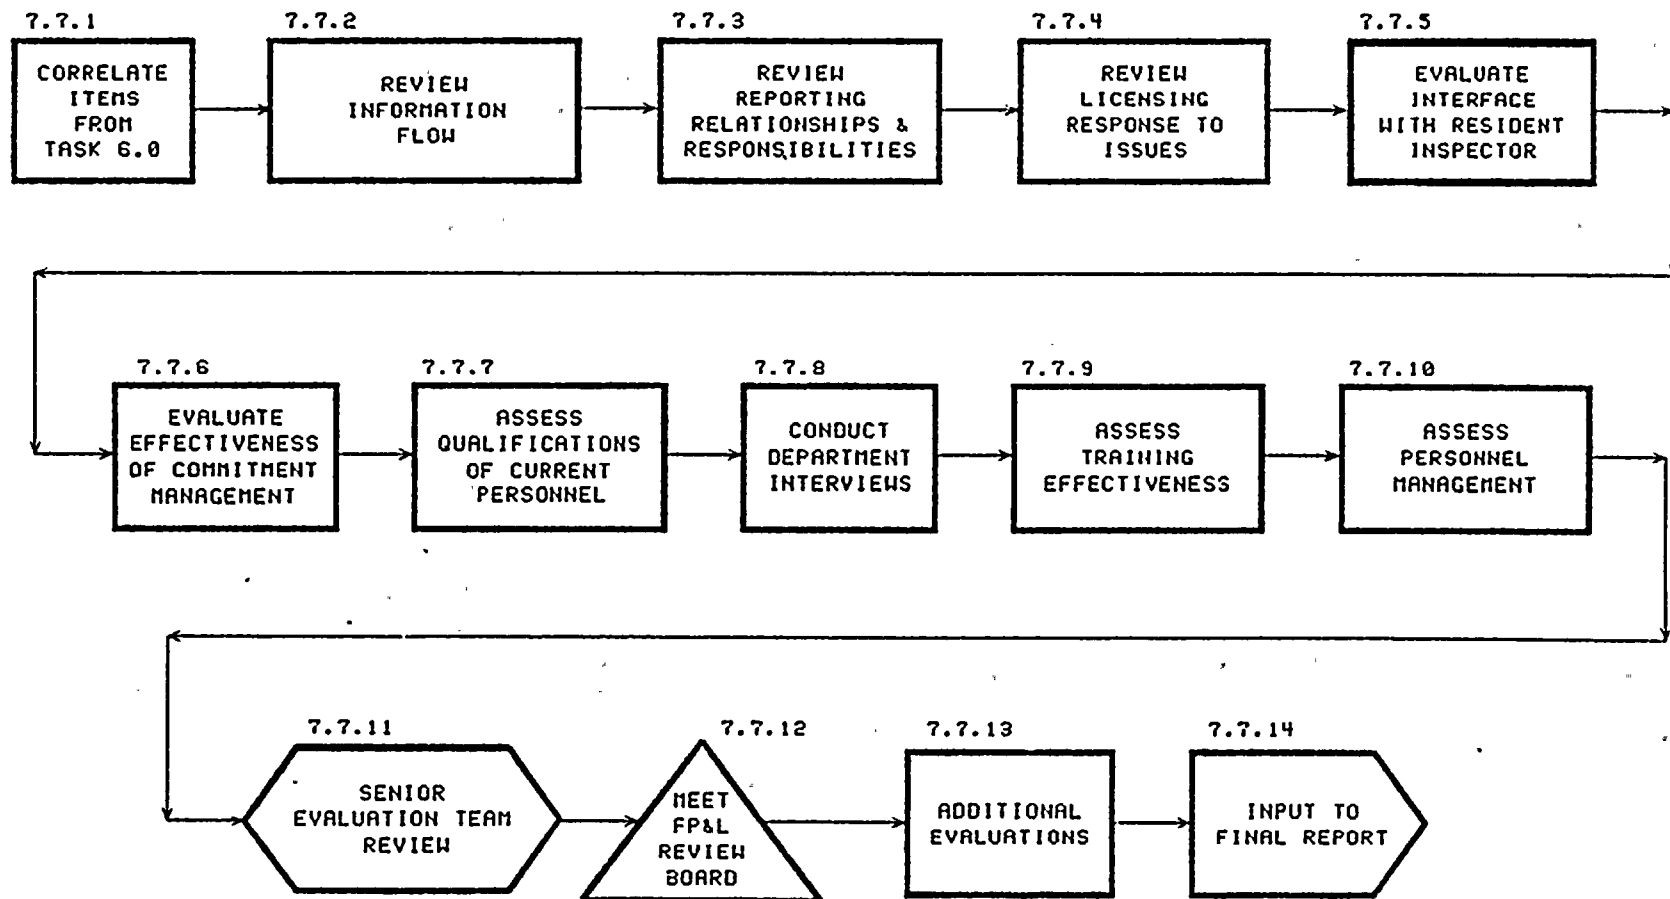 7.7.1
CORRELATE
ITEMS
FROM
TASK 6.0
7.7.2
REVIEW
INFORMATION
FLOW
7.7.3
REVIEW
REPORTING
RELATIONSHIPS &
RESPONSIBILITIES
7.7.4
REVIEW
LICENSING
RESPONSE TO
ISSUES
7.7.5
EVALUATE
INTERFACE
WITH RESIDENT
INSPECTOR
7.7.6
EVALUATE
EFFECTIVENESS
OF COMMITMENT
MANAGEMENT
7.7.7
ASSESS
QUALIFICATIONS
OF CURRENT
PERSONNEL
7.7.8
CONDUCT
DEPARTMENT
INTERVIEWS
7.7.9
ASSESS
TRAINING
EFFECTIVENESS
7.7.10
ASSESS
PERSONNEL
MANAGEMENT
7.7.11
SENIOR
EVALUATION TEAM
REVIEW
7.7.12
MEET
FP&L
REVIEW
BOARD
7.7.13
ADDITIONAL
EVALUATIONS
7.7.14
INPUT TO
FINAL REPORT